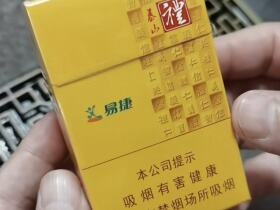 泰山
禮
易捷
本公司提示
吸烟有害健康
禁烟场所吸烟